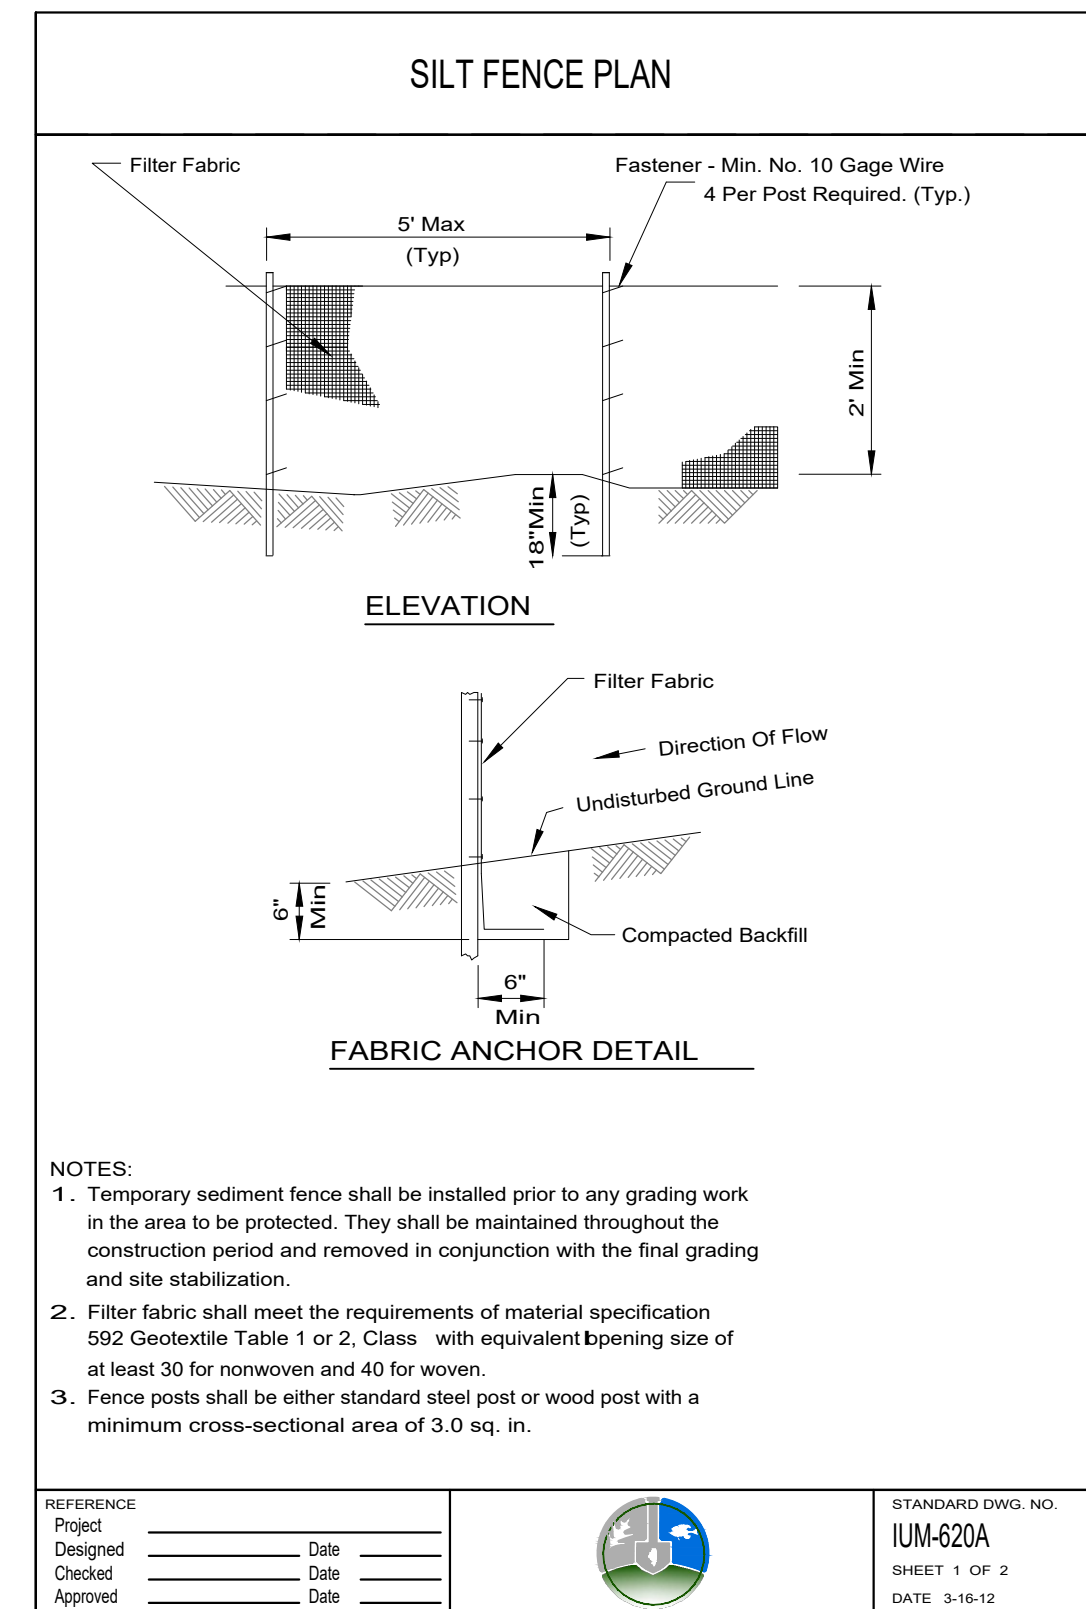 SILT FENCE PLAN
Filter Fabric
Fastener - Min. No. 10 Gage Wire
4 Per Post Required. (Typ.)
5' Max
(Typ)
2' Min
18"Min
(Typ)
ELEVATION
Filter Fabric
Direction Of Flow
Undisturbed Ground Line
6"
Min
Compacted Backfill
6"
Min
FABRIC ANCHOR DETAIL
NOTES:
1. Temporary sediment fence shall be installed prior to any grading work
in the area to be protected. They shall be maintained throughout the
construction period and removed in conjunction with the final grading
and site stabilization.
2. Filter fabric shall meet the requirements of material specification
592 Geotextile Table 1 or 2, Class with equivalent opening size of
at least 30 for nonwoven and 40 for woven.
3. Fence posts shall be either standard steel post or wood post with a
minimum cross-sectional area of 3.0 sq. in.
REFERENCE
Project
Designed Date
Checked Date
Approved Date
STANDARD DWG. NO.
IUM-620A
SHEET 1 OF 2
DATE 3-16-12